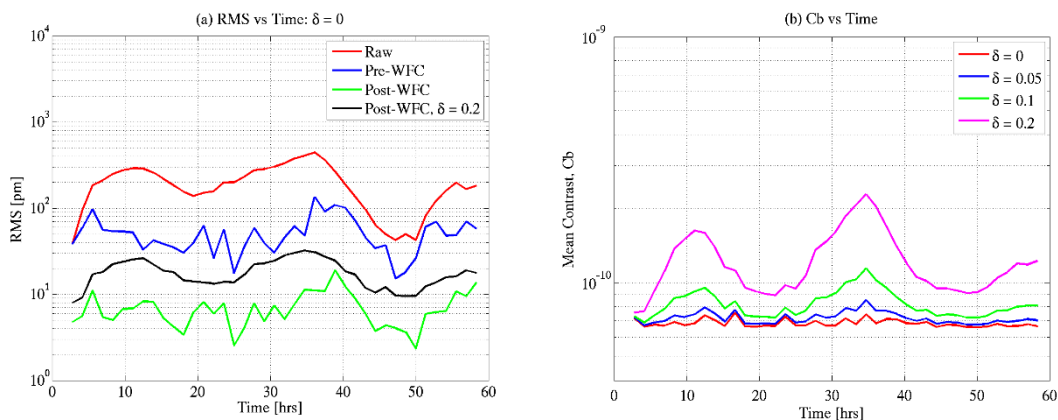 (a) RMS vs Time: δ = 0
10^4
10^3
10^2
10^1
10^0
RMS [pm]
Raw
Pre-WFC
Post-WFC
Post-WFC, δ = 0.2
0 10 20 30 40 50 60
Time [hrs]
(b) Cb vs Time
10^-9
10^-10
Mean Contrast, Cb
δ = 0
δ = 0.05
δ = 0.1
δ = 0.2
0 10 20 30 40 50 60
Time [hrs]